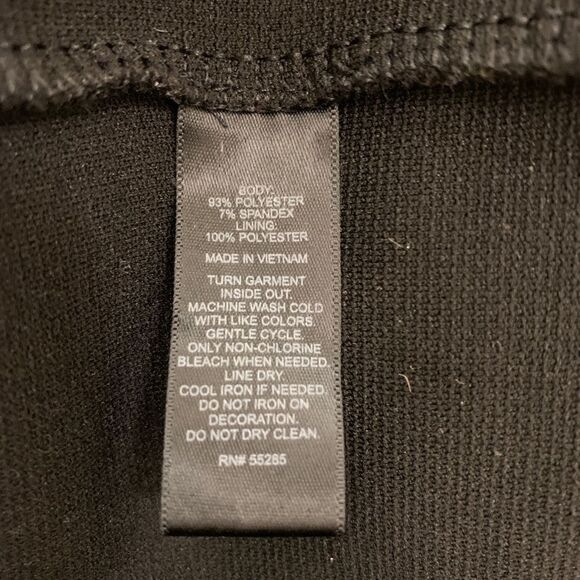 BODY:
93% POLYESTER
7% SPANDEX
LINING:
100% POLYESTER
MADE IN VIETNAM
TURN GARMENT
INSIDE OUT.
MACHINE WASH COLD
WITH LIKE COLORS.
GENTLE CYCLE.
ONLY NON-CHLORINE
BLEACH WHEN NEEDED.
LINE DRY
COOL IRON IF NEEDED
DO NOT IRON ON
DECORATION.
DO NOT DRY CLEAN.
RN# 55285